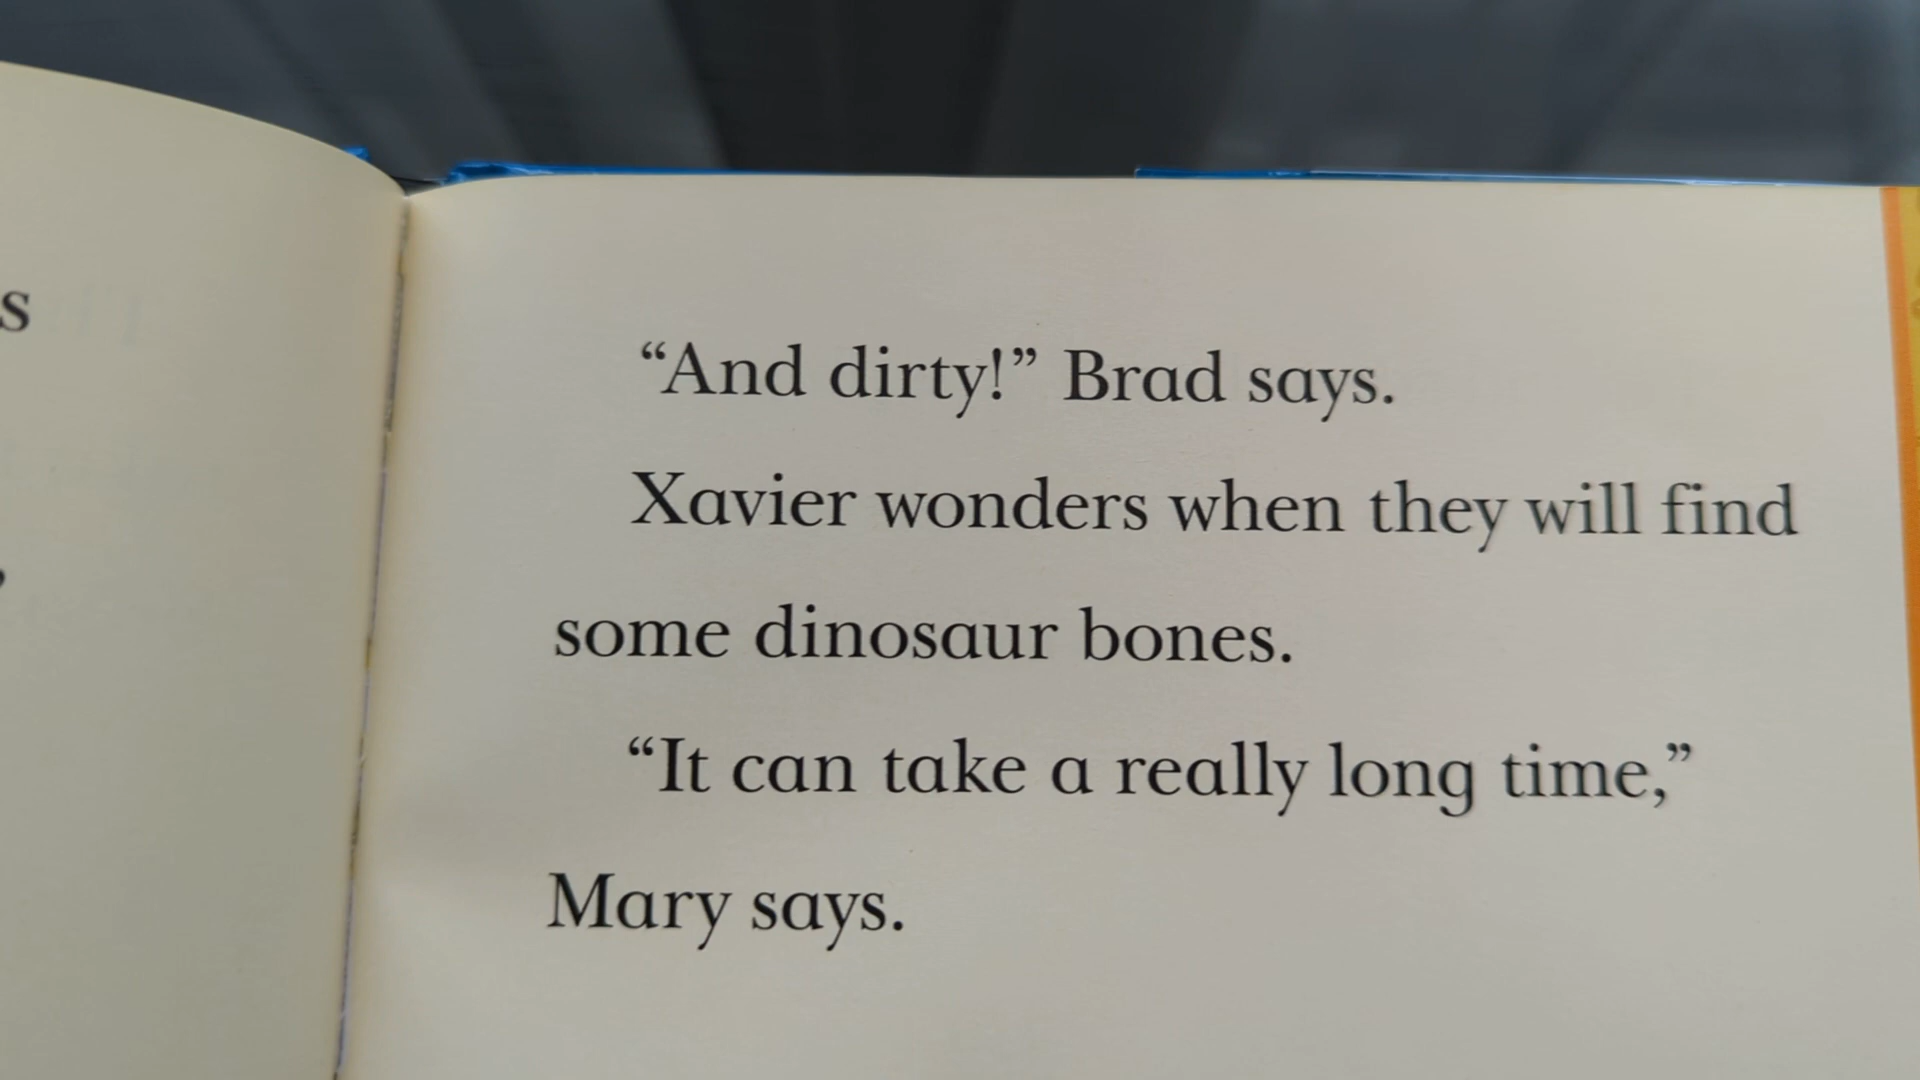 s
,
“And dirty!” Brad says.
Xavier wonders when they will find
some dinosaur bones.
“It can take a really long time,”
Mary says.